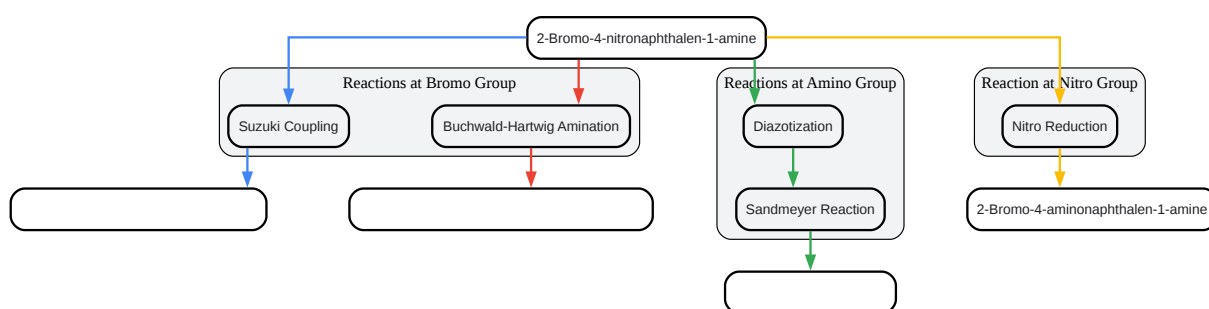 2-Bromo-4-nitronaphthalen-1-amine
Reactions at Bromo Group
Reactions at Amino Group
Reaction at Nitro Group
Suzuki Coupling
Buchwald-Hartwig Amination
Diazotization
Nitro Reduction
Sandmeyer Reaction
2-Bromo-4-aminonaphthalen-1-amine